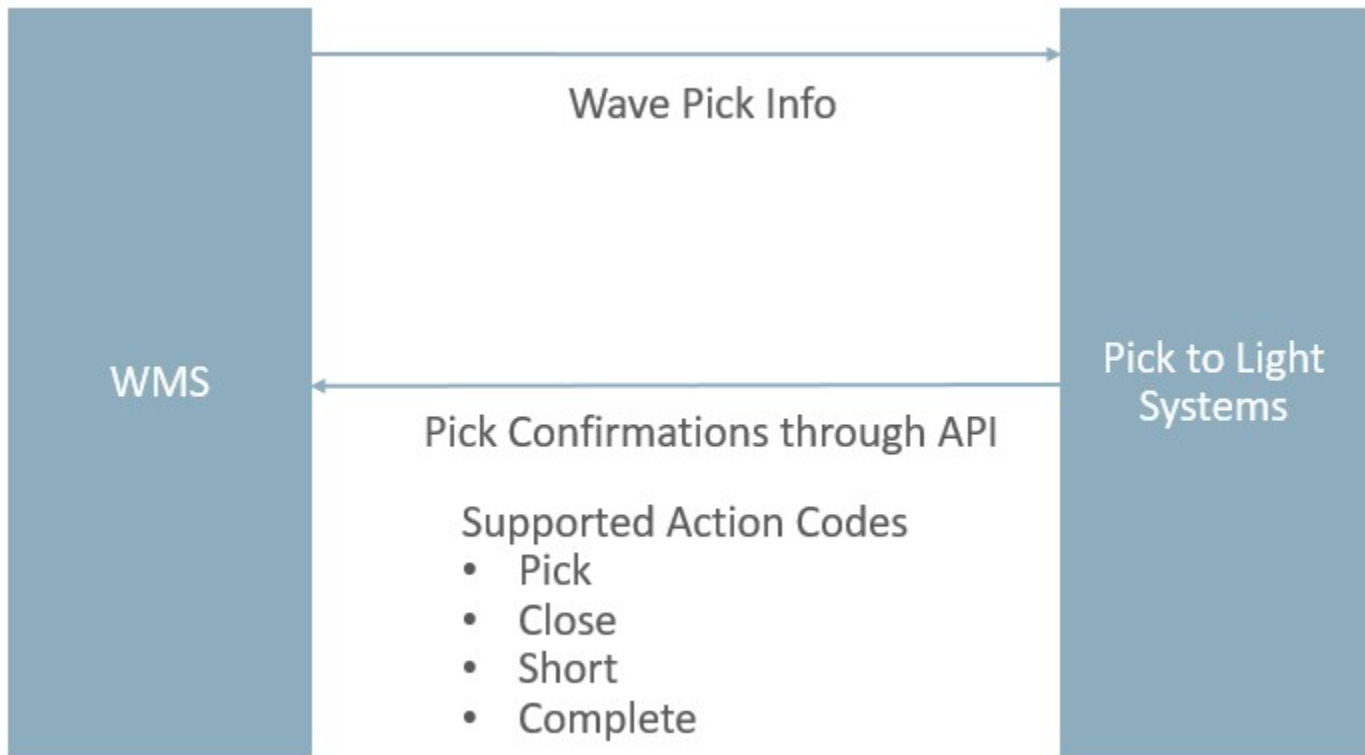 Wave Pick Info
WMS
Pick to Light
Systems
Pick Confirmations through API
Supported Action Codes
• Pick
• Close
• Short
• Complete